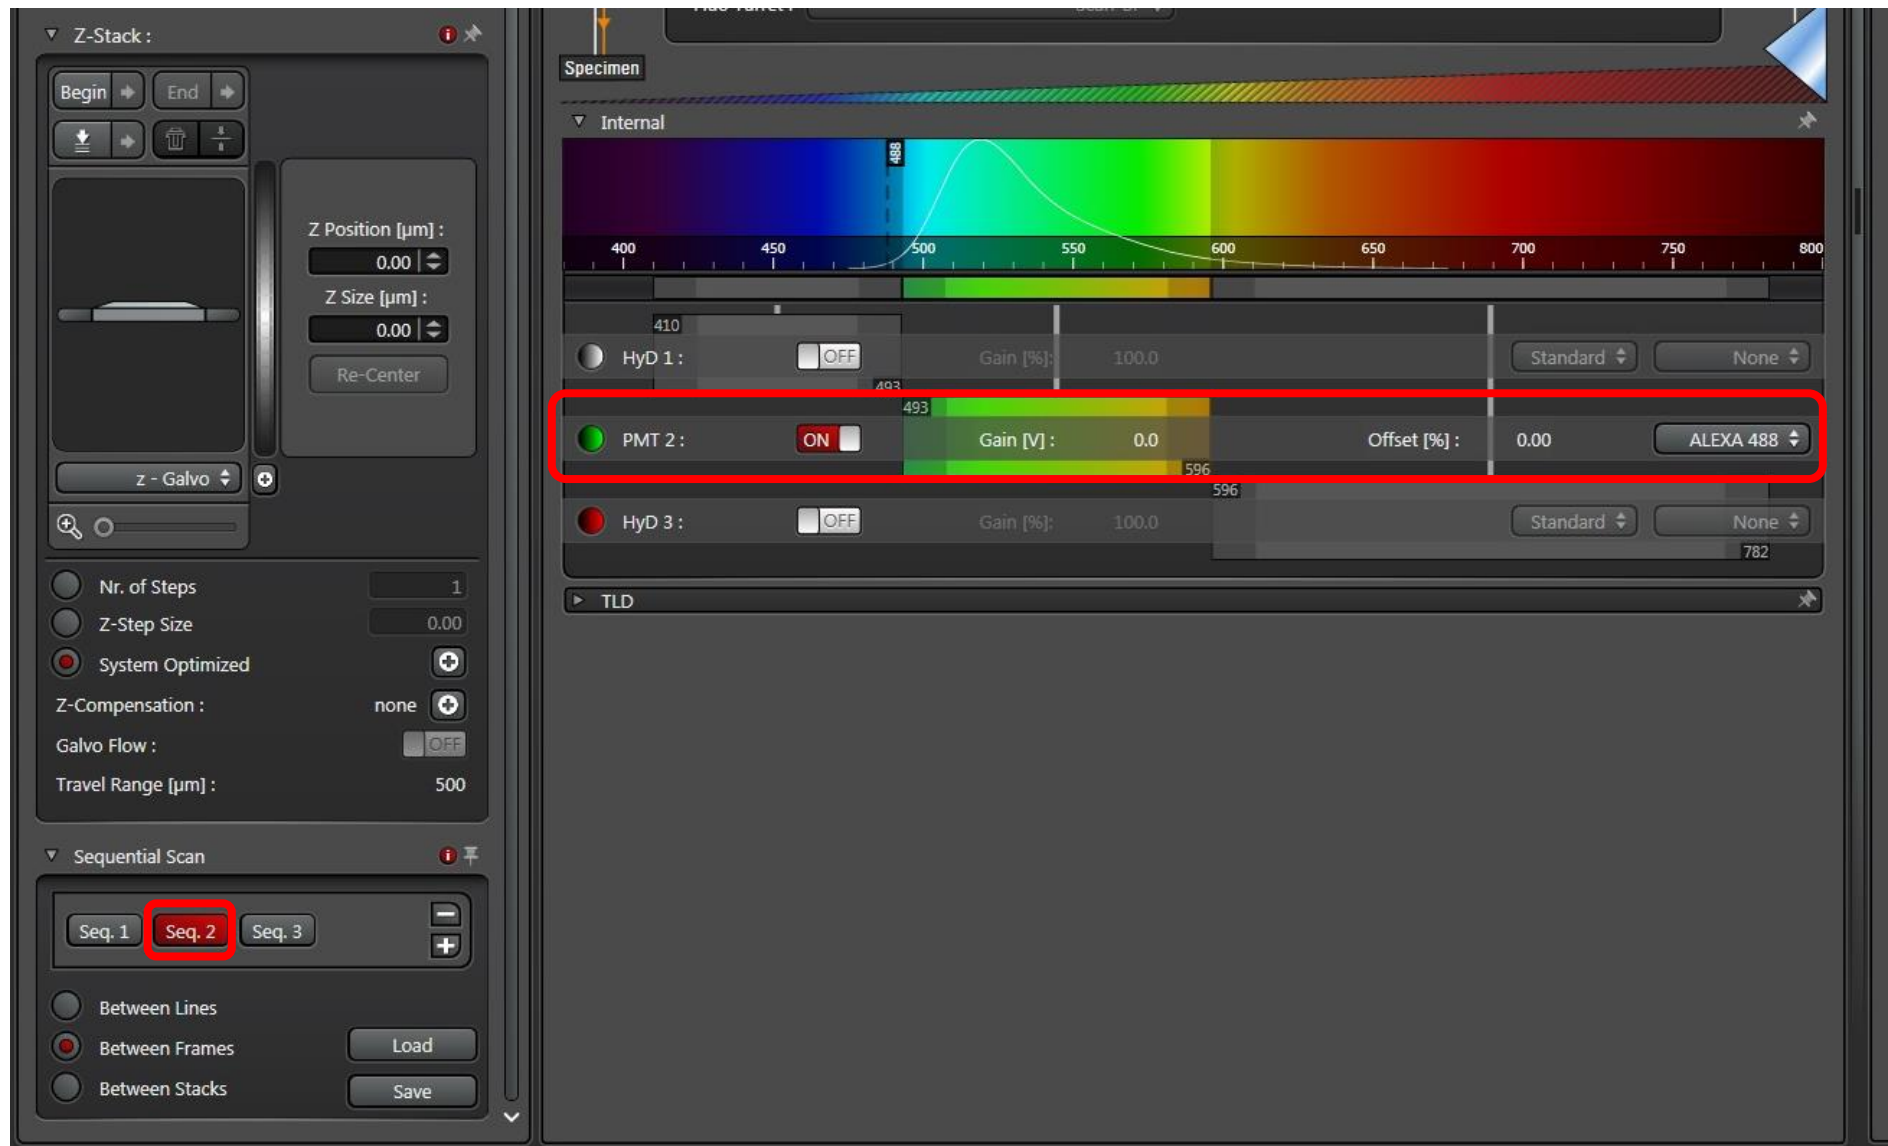 Z-Stack :
Begin
End
Z Position [µm] :
0.00
Z Size [µm] :
0.00
Re-Center
z - Galvo
Nr. of Steps 1
Z-Step Size 0.00
System Optimized
Z-Compensation : none
Galvo Flow : OFF
Travel Range [µm] : 500
Sequential Scan
Seq. 1 Seq. 2 Seq. 3
Between Lines
Between Frames Load
Between Stacks Save
Specimen
Internal
488
400 450 500 550 600 650 700 750 800
410
HyD 1 : OFF Gain [%]: 100.0 Standard None
493
493
PMT 2 : ON Gain [V] : 0.0 Offset [%] : 0.00 ALEXA 488
596
596
HyD 3 : OFF Gain [%]: 100.0 Standard None
782
TLD